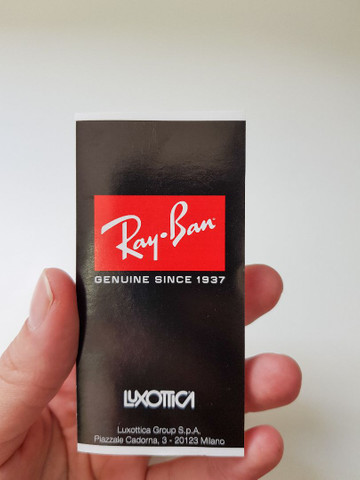 Ray-Ban
GENUINE SINCE 1937
LUXOTTICA
Luxottica Group S.p.A.
Piazzale Cadorna, 3 - 20123 Milano